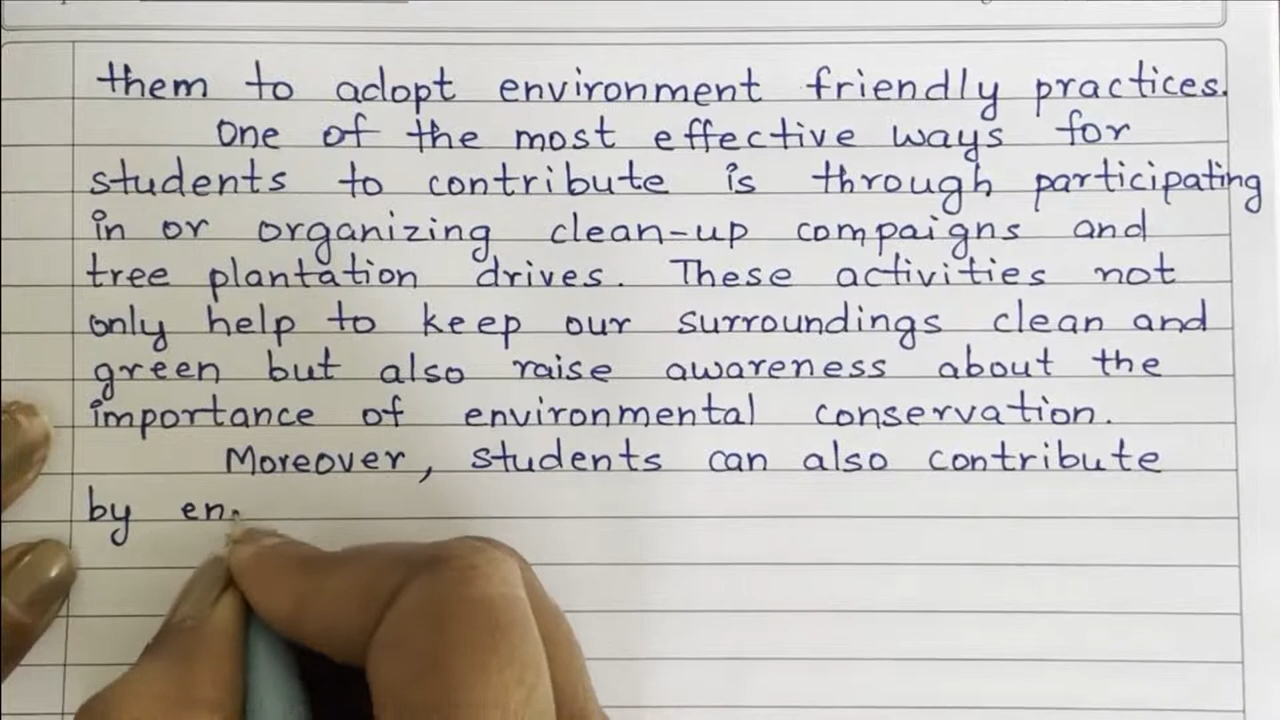 them to adopt environment friendly practices.
One of the most effective ways for
students to contribute is through participating
in or organizing clean-up compaigns and
tree plantation drives. These activities not
only help to keep our surroundings clean and
green but also raise awareness about the
importance of environmental conservation.
Moreover, students can also contribute
by en